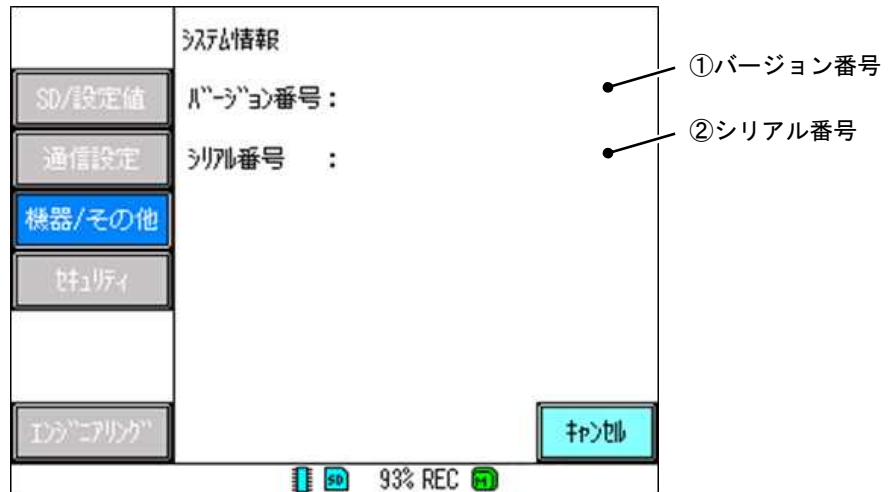 ｼｽﾃﾑ情報
①バージョン番号
SD/設定値
ﾊﾞｰｼﾞｮﾝ番号：
②シリアル番号
通信設定
ｼﾘｱﾙ番号　：
機器/その他
ｾｷｭﾘﾃｨ
ｴﾝｼﾞﾆｱﾘﾝｸﾞ
ｷｬﾝｾﾙ
SD
93% REC
M